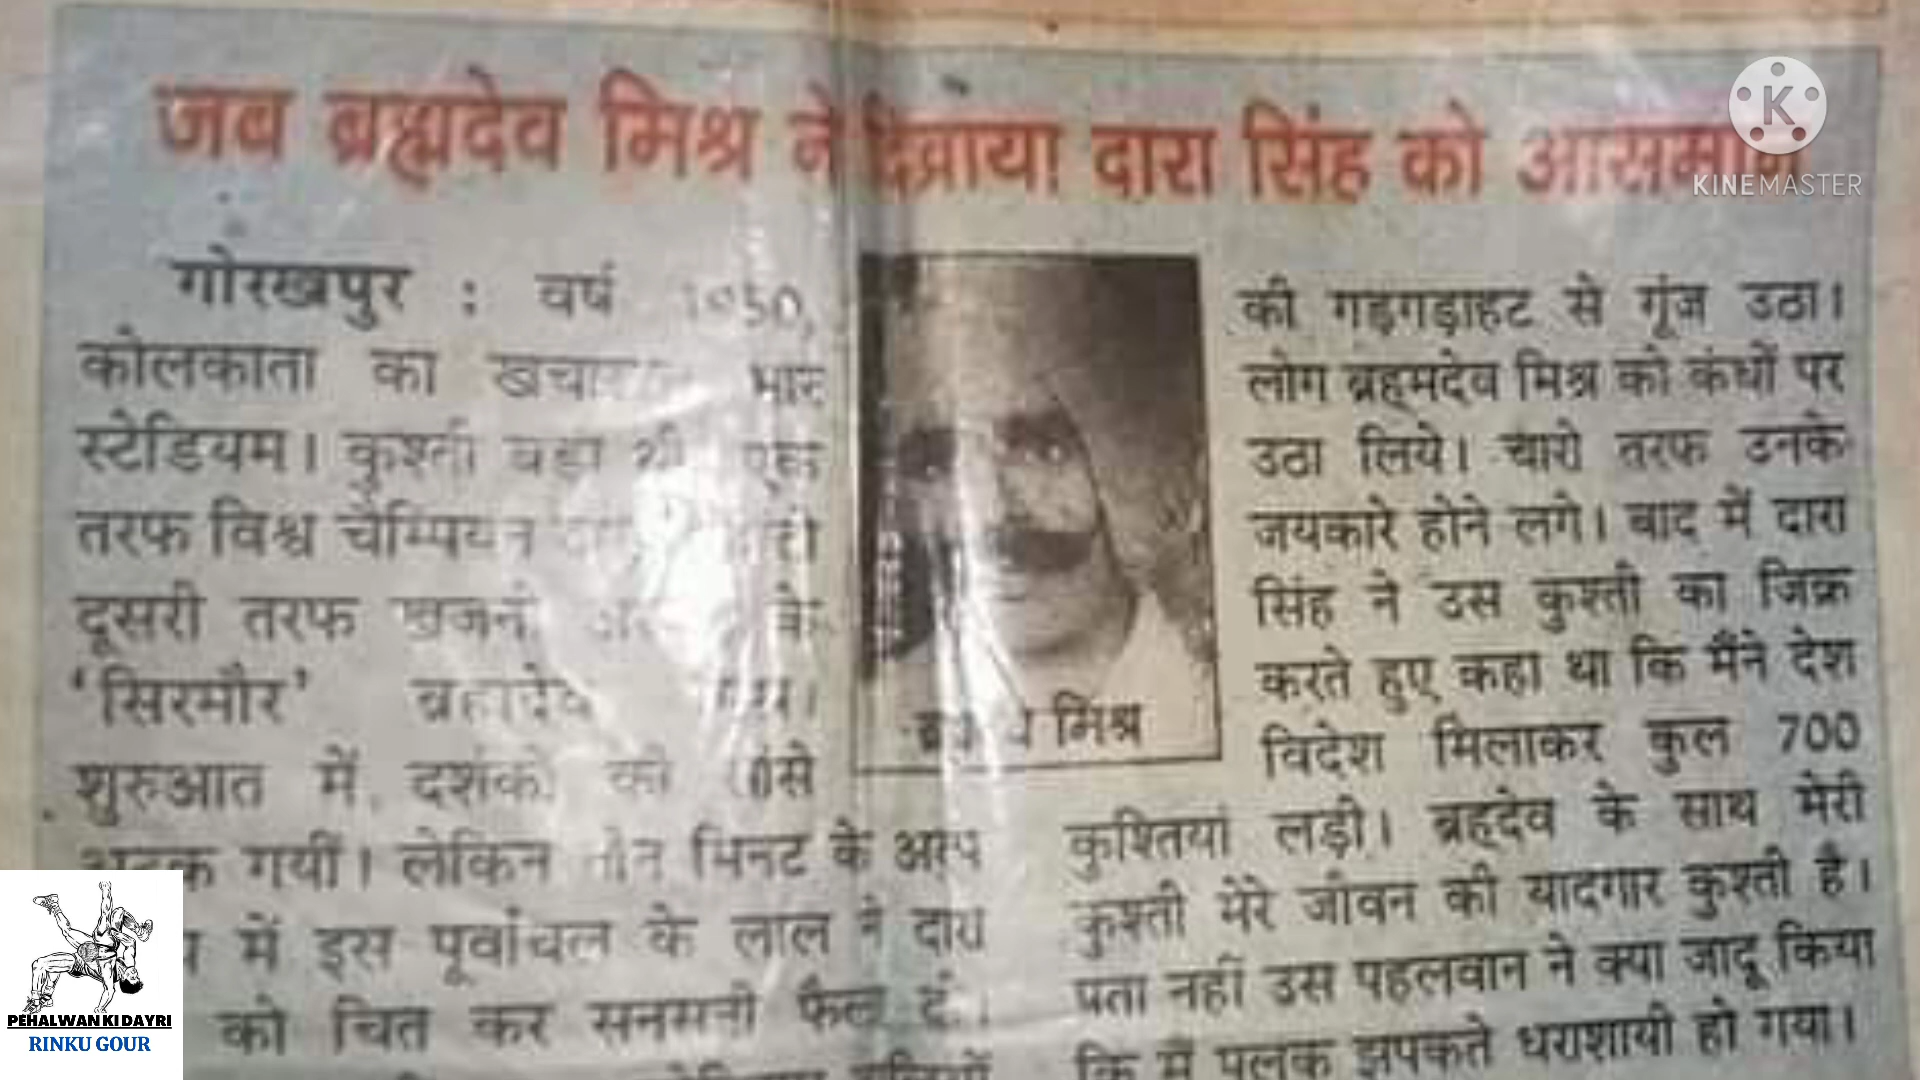 जब ब्रह्मदेव मिश्र ने दिखाया दारा सिंह को आसमान
गोरखपुर : वर्ष 1950,
कोलकाता का
स्टेडियम। कुश्ती बड़ी थी
तरफ विश्व चैम्पियन
दूसरी तरफ
'सिरमौर' ब्रह्मदेव
शुरुआत में दर्शकों की
गयीं। लेकिन तीन मिनट के अल्प
में इस पूर्वांचल के लाल ने दारा
को चित कर सनसनी फैला दी।
ब्रह्मदेव मिश्र
की गड़गड़ाहट से गूंज उठा।
लोग ब्रह्मदेव मिश्र को कंधों पर
उठा लिये। चारो तरफ उनके
जयकारे होने लगे। बाद में दारा
सिंह ने उस कुश्ती का जिक्र
करते हुए कहा था कि मैंने देश
विदेश मिलाकर कुल 700
कुश्तियां लड़ी। ब्रह्देव के साथ मेरी
कुश्ती मेरे जीवन की यादगार कुश्ती है।
पता नहीं उस पहलवान ने क्या जादू किया
कि मैं पलक झपकते धराशायी हो गया।
KINEMASTER
PEHALWAN KI DAYRI
RINKU GOUR